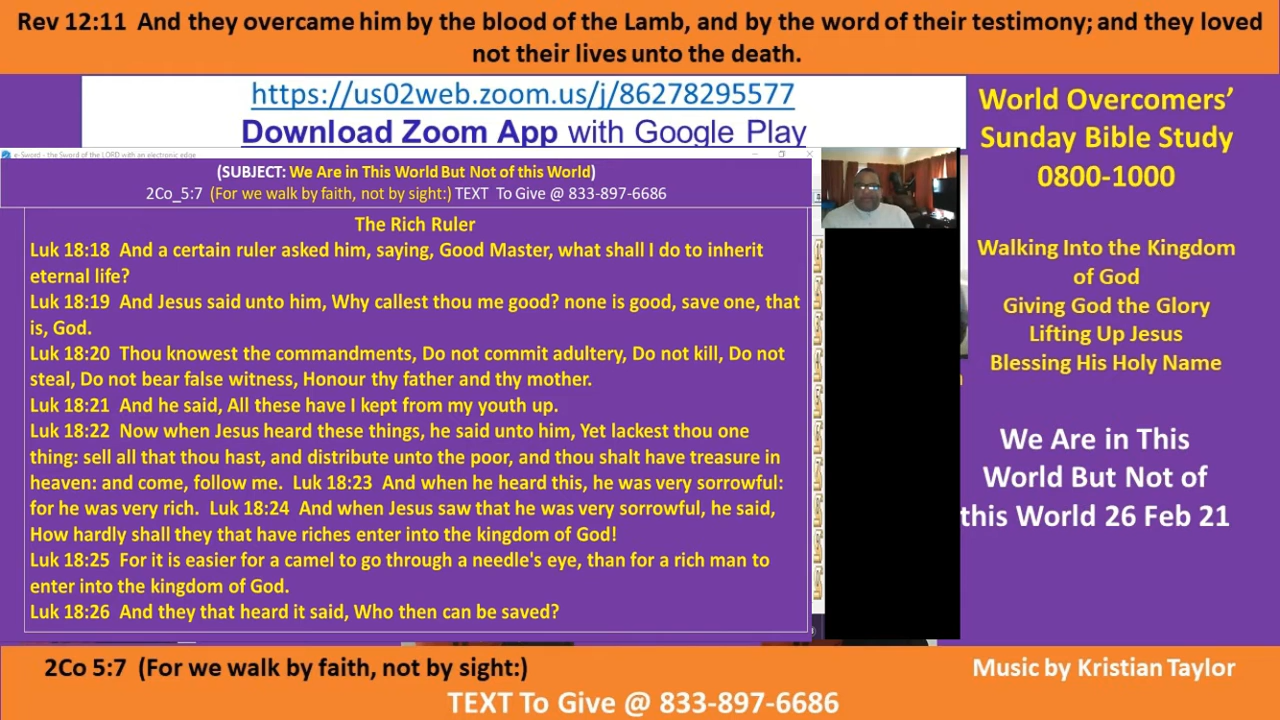 Rev 12:11 And they overcame him by the blood of the Lamb, and by the word of their testimony; and they loved
not their lives unto the death.
https://us02web.zoom.us/j/86278295577
Download Zoom App with Google Play
e-Sword - the Sword of the LORD with an electronic edge
(SUBJECT: We Are in This World But Not of this World)
2Co_5:7 (For we walk by faith, not by sight:) TEXT To Give @ 833-897-6686
The Rich Ruler
Luk 18:18 And a certain ruler asked him, saying, Good Master, what shall I do to inherit
eternal life?
Luk 18:19 And Jesus said unto him, Why callest thou me good? none is good, save one, that
is, God.
Luk 18:20 Thou knowest the commandments, Do not commit adultery, Do not kill, Do not
steal, Do not bear false witness, Honour thy father and thy mother.
Luk 18:21 And he said, All these have I kept from my youth up.
Luk 18:22 Now when Jesus heard these things, he said unto him, Yet lackest thou one
thing: sell all that thou hast, and distribute unto the poor, and thou shalt have treasure in
heaven: and come, follow me. Luk 18:23 And when he heard this, he was very sorrowful:
for he was very rich. Luk 18:24 And when Jesus saw that he was very sorrowful, he said,
How hardly shall they that have riches enter into the kingdom of God!
Luk 18:25 For it is easier for a camel to go through a needle's eye, than for a rich man to
enter into the kingdom of God.
Luk 18:26 And they that heard it said, Who then can be saved?
World Overcomers’
Sunday Bible Study
0800-1000
Walking Into the Kingdom
of God
Giving God the Glory
Lifting Up Jesus
Blessing His Holy Name
We Are in This
World But Not of
this World 26 Feb 21
2Co 5:7 (For we walk by faith, not by sight:)
Music by Kristian Taylor
TEXT To Give @ 833-897-6686